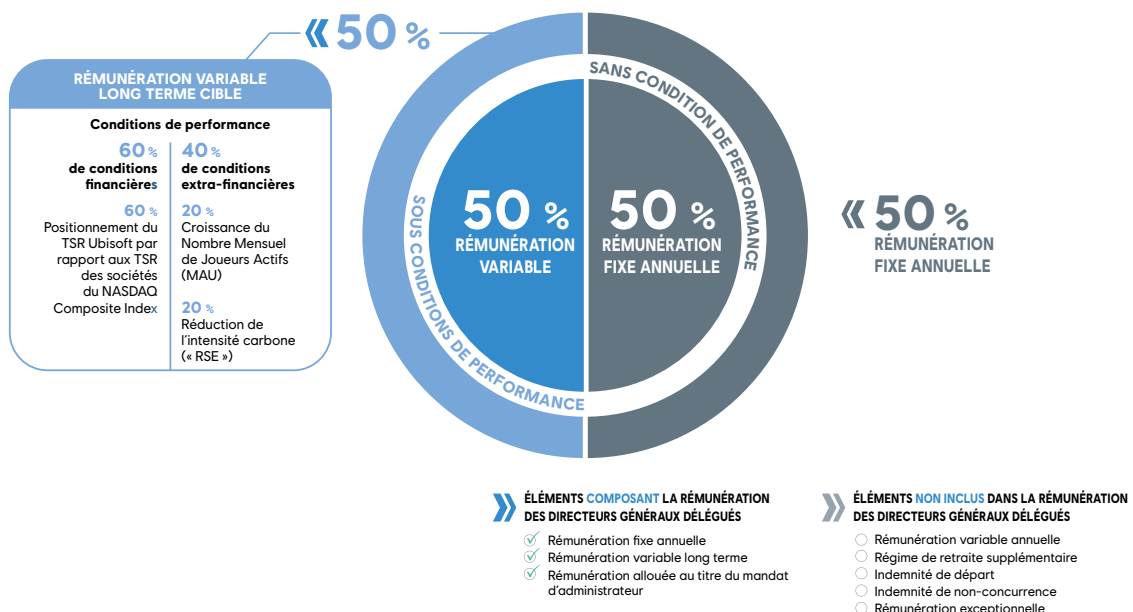 50 %
RÉMUNÉRATION VARIABLE
LONG TERME CIBLE
Conditions de performance
60 %
de conditions
financières
60 %
Positionnement du
TSR Ubisoft par
rapport aux TSR
des sociétés
du NASDAQ
Composite Index
40 %
de conditions
extra-financières
20 %
Croissance du
Nombre Mensuel
de Joueurs Actifs
(MAU)
20 %
Réduction de
l'intensité carbone
(« RSE »)
SOUS CONDITIONS DE PERFORMANCE
50 %
RÉMUNÉRATION
VARIABLE
SANS CONDITION DE PERFORMANCE
50 %
RÉMUNÉRATION
FIXE ANNUELLE
50 %
RÉMUNÉRATION
FIXE ANNUELLE
ÉLÉMENTS COMPOSANT LA RÉMUNÉRATION
DES DIRECTEURS GÉNÉRAUX DÉLÉGUÉS
Rémunération fixe annuelle
Rémunération variable long terme
Rémunération allouée au titre du mandat
d'administrateur
ÉLÉMENTS NON INCLUS DANS LA RÉMUNÉRATION
DES DIRECTEURS GÉNÉRAUX DÉLÉGUÉS
Rémunération variable annuelle
Régime de retraite supplémentaire
Indemnité de départ
Indemnité de non-concurrence
Rémunération exceptionnelle